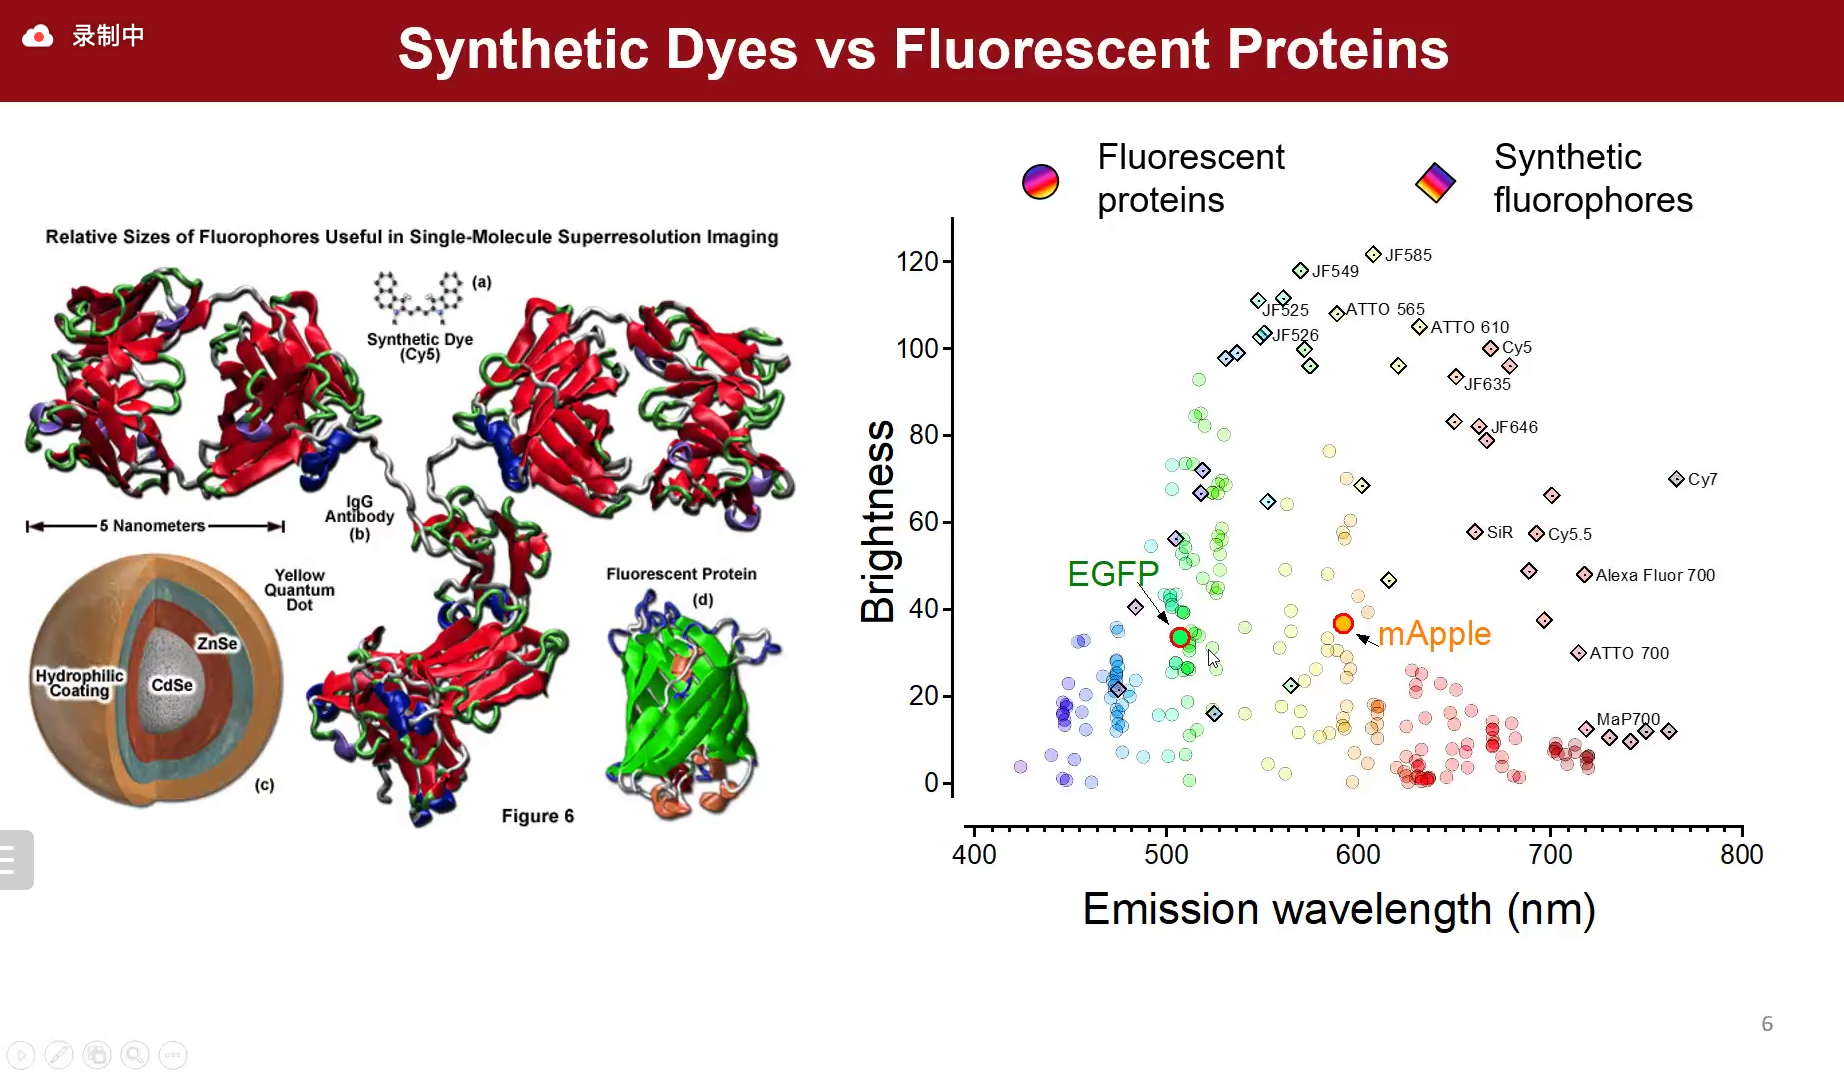 录制中
Synthetic Dyes vs Fluorescent Proteins
Relative Sizes of Fluorophores Useful in Single-Molecule Superresolution Imaging
(a)
Synthetic Dye
(Cy5)
5 Nanometers
IgG
Antibody
(b)
Yellow
Quantum
Dot
ZnSe
Hydrophilic
Coating
CdSe
(c)
Fluorescent Protein
(d)
Figure 6
Fluorescent
proteins
Synthetic
fluorophores
Brightness
120
100
80
60
40
20
0
JF585
JF549
JF525
ATTO 565
JF526
ATTO 610
Cy5
JF635
JF646
Cy7
SiR
Cy5.5
EGFP
Alexa Fluor 700
mApple
ATTO 700
MaP700
400
500
600
700
800
Emission wavelength (nm)
6